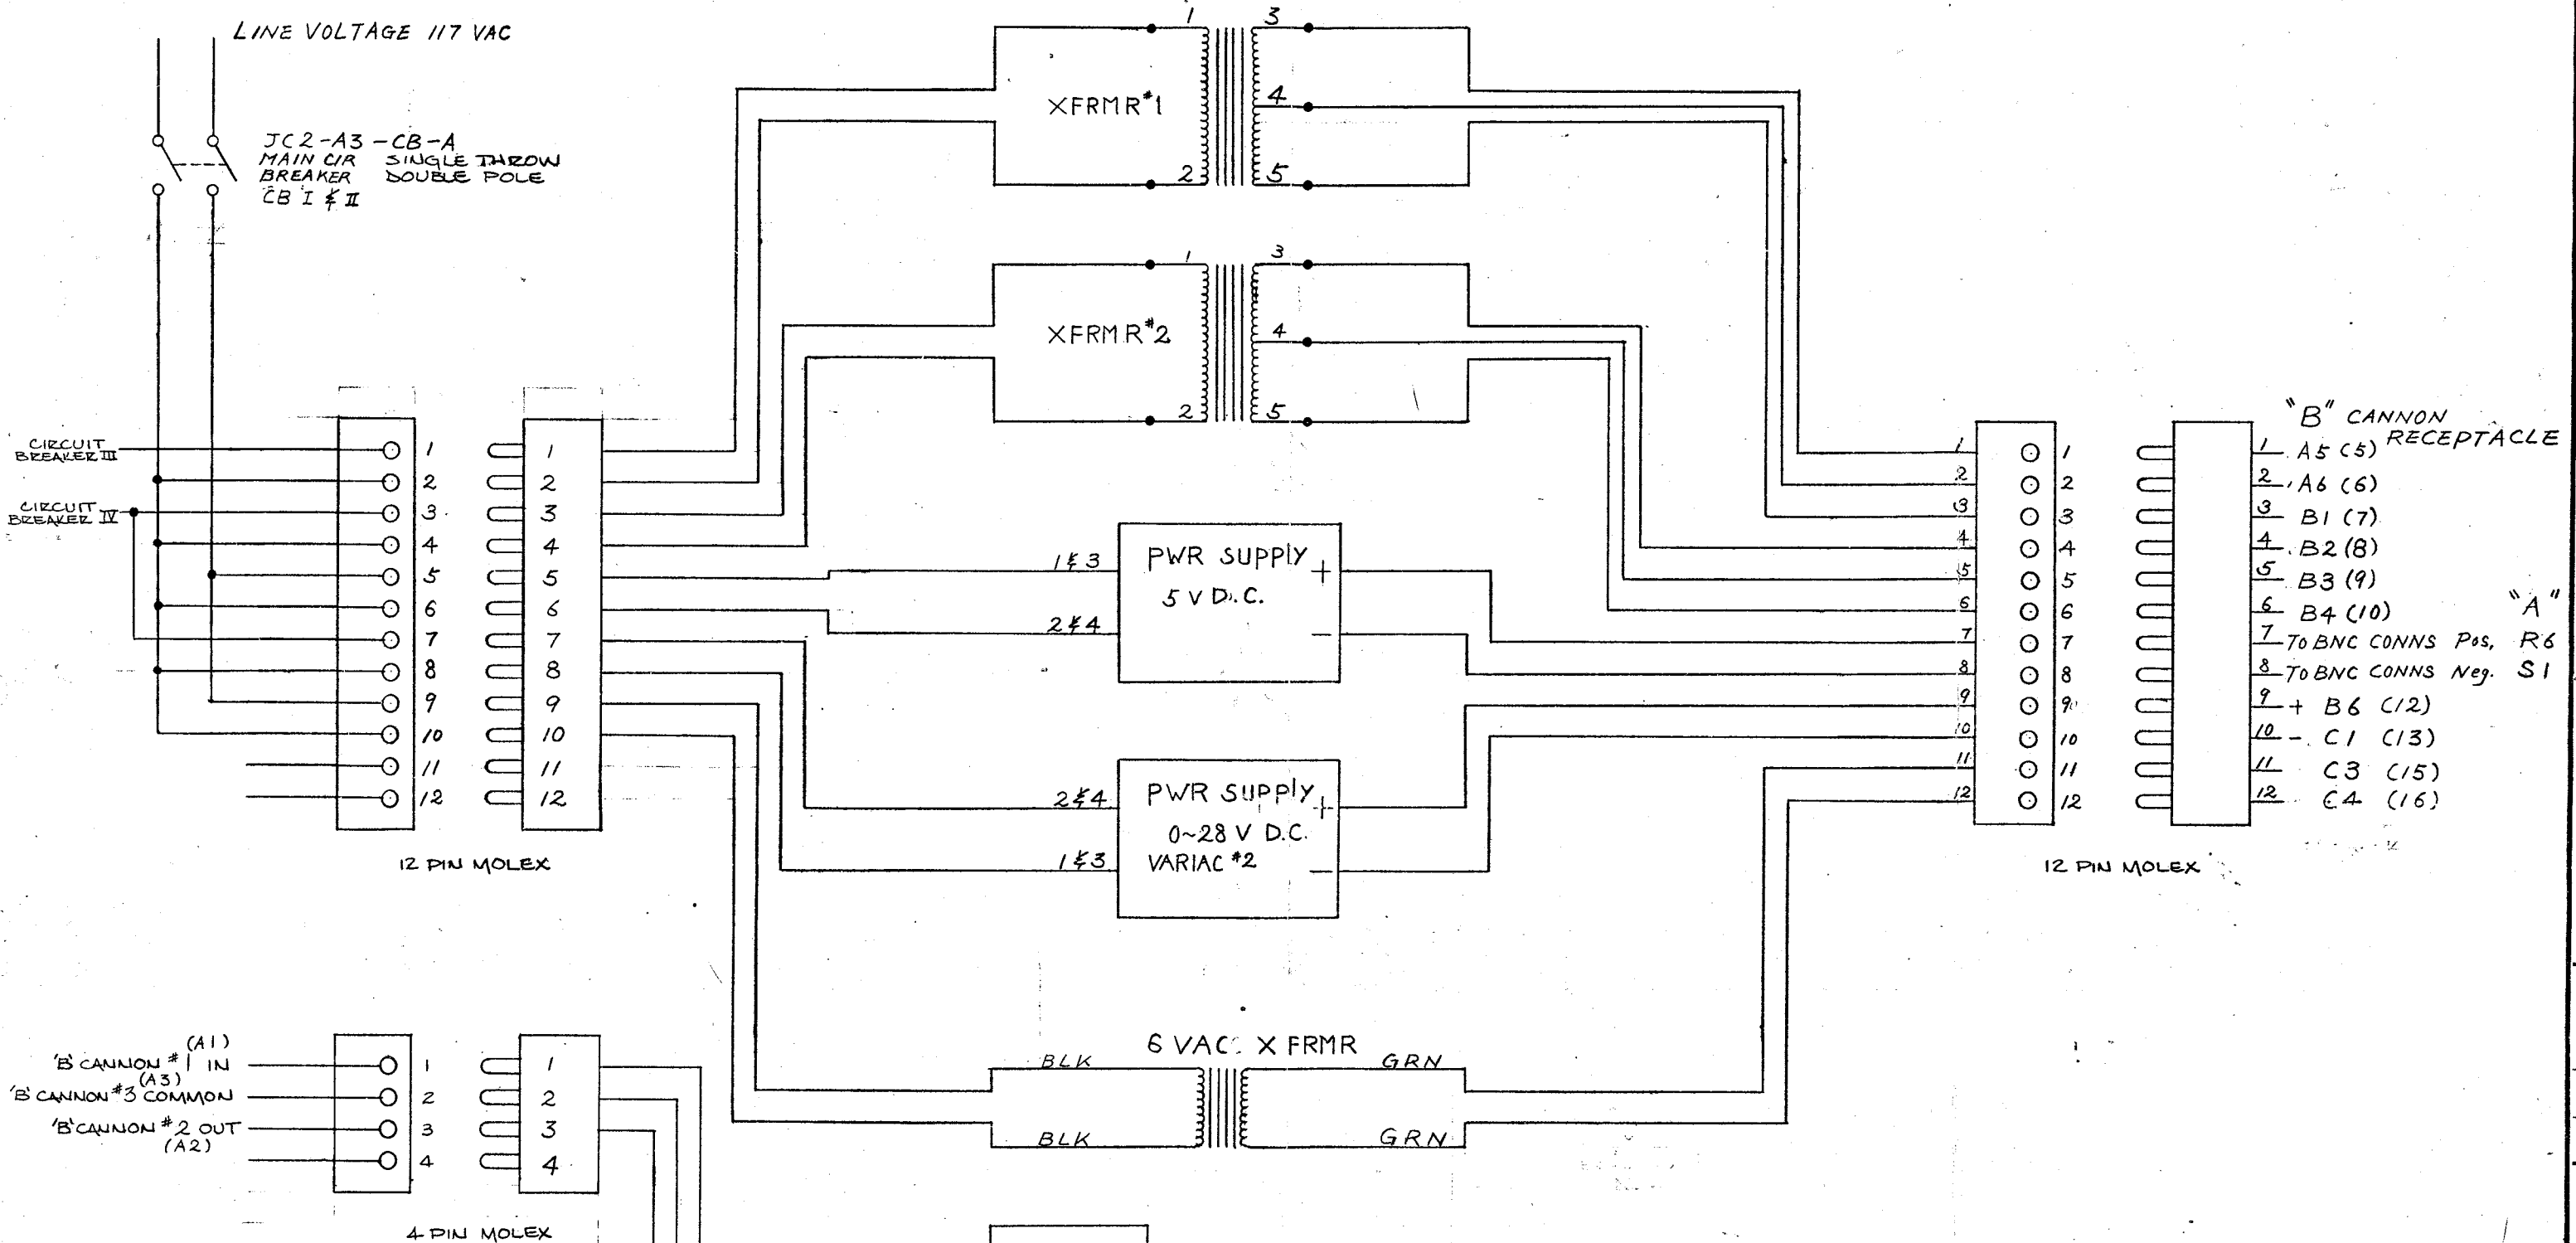 LINE VOLTAGE 117 VAC
JC2-A3-CB-A
MAIN CIR SINGLE THROW
BREAKER DOUBLE POLE
CB I & II
CIRCUIT
BREAKER III
CIRCUIT
BREAKER IV
1 1
2 2
3 3
4 4
5 5
6 6
7 7
8 8
9 9
10 10
11 11
12 12
12 PIN MOLEX
1 3
XFRMR #1
4
2 5
1 3
XFRMR #2
4
2 5
1 & 3
2 & 4
PWR SUPPLY +
5 V D.C.
-
2 & 4
1 & 3
PWR SUPPLY +
0~28 V D.C.
VARIAC #2 -
6 VAC XFRMR
BLK GRN
BLK GRN
"B" CANNON
RECEPTACLE
1 1 1 A5 (5)
2 2 2 A6 (6)
3 3 3 B1 (7)
4 4 4 B2 (8)
5 5 5 B3 (9)
6 6 6 B4 (10) "A"
7 7 7 TO BNC CONNS Pos, R6
8 8 8 TO BNC CONNS Neg. S1
9 9 9 + B6 (12)
10 10 10 - C1 (13)
11 11 11 C3 (15)
12 12 12 C4 (16)
12 PIN MOLEX
(A1)
'B' CANNON #1 IN 1 1
(A3)
'B' CANNON #3 COMMON 2 2
'B' CANNON #2 OUT 3 3
(A2)
4 4
4 PIN MOLEX